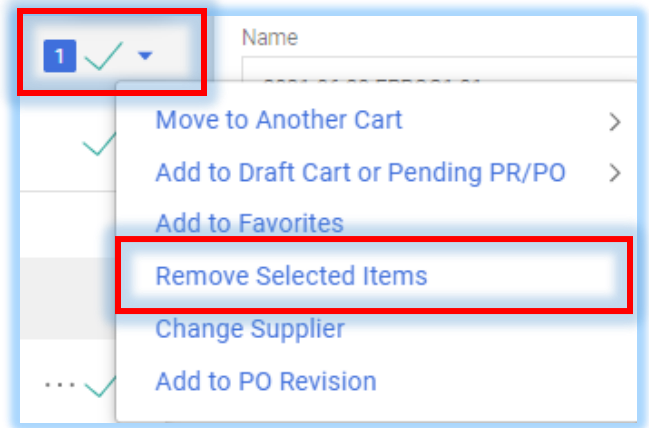 1
Name
Move to Another Cart
Add to Draft Cart or Pending PR/PO
Add to Favorites
Remove Selected Items
Change Supplier
Add to PO Revision